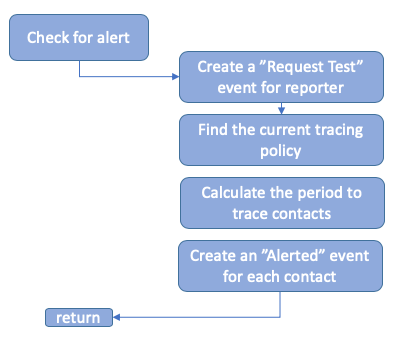 Check for alert
Create a ”Request Test”
event for reporter
Find the current tracing
policy
Calculate the period to
trace contacts
Create an ”Alerted” event
for each contact
return